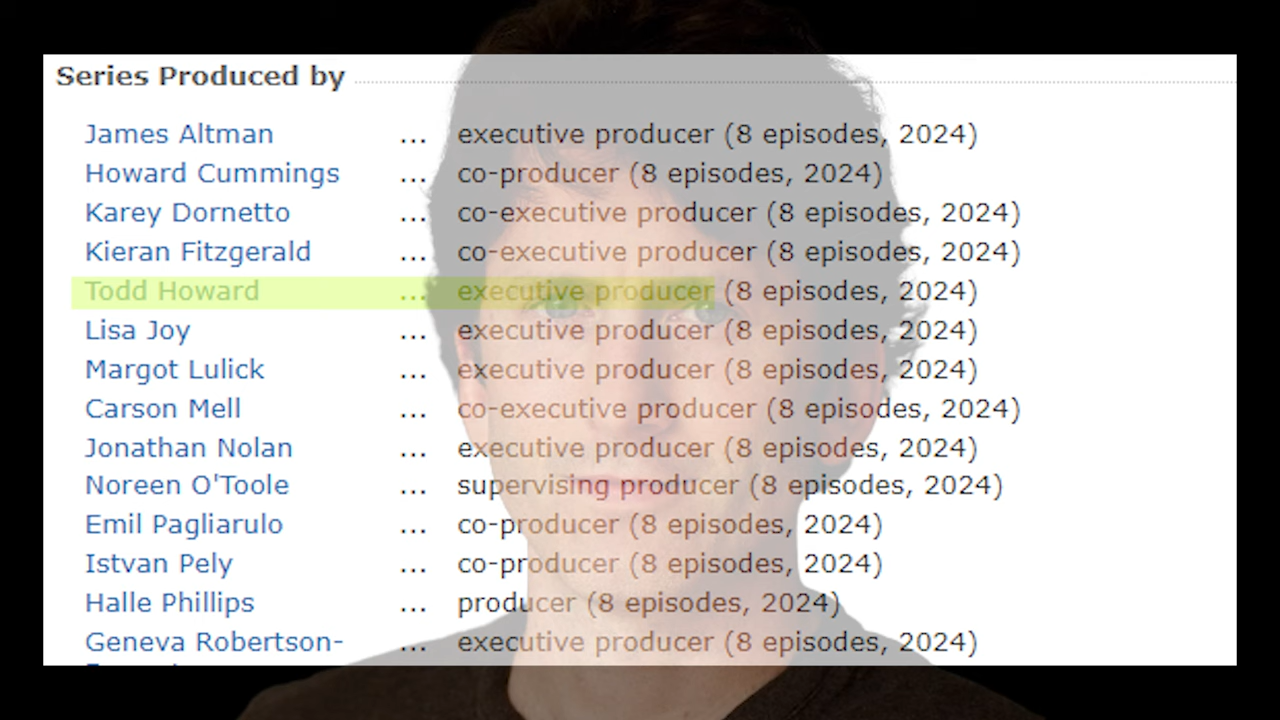 Series Produced by
James Altman ... executive producer (8 episodes, 2024)
Howard Cummings ... co-producer (8 episodes, 2024)
Karey Dornetto ... co-executive producer (8 episodes, 2024)
Kieran Fitzgerald ... co-executive producer (8 episodes, 2024)
Todd Howard ... executive producer (8 episodes, 2024)
Lisa Joy ... executive producer (8 episodes, 2024)
Margot Lulick ... executive producer (8 episodes, 2024)
Carson Mell ... co-executive producer (8 episodes, 2024)
Jonathan Nolan ... executive producer (8 episodes, 2024)
Noreen O'Toole ... supervising producer (8 episodes, 2024)
Emil Pagliarulo ... co-producer (8 episodes, 2024)
Istvan Pely ... co-producer (8 episodes, 2024)
Halle Phillips ... producer (8 episodes, 2024)
Geneva Robertson- ... executive producer (8 episodes, 2024)